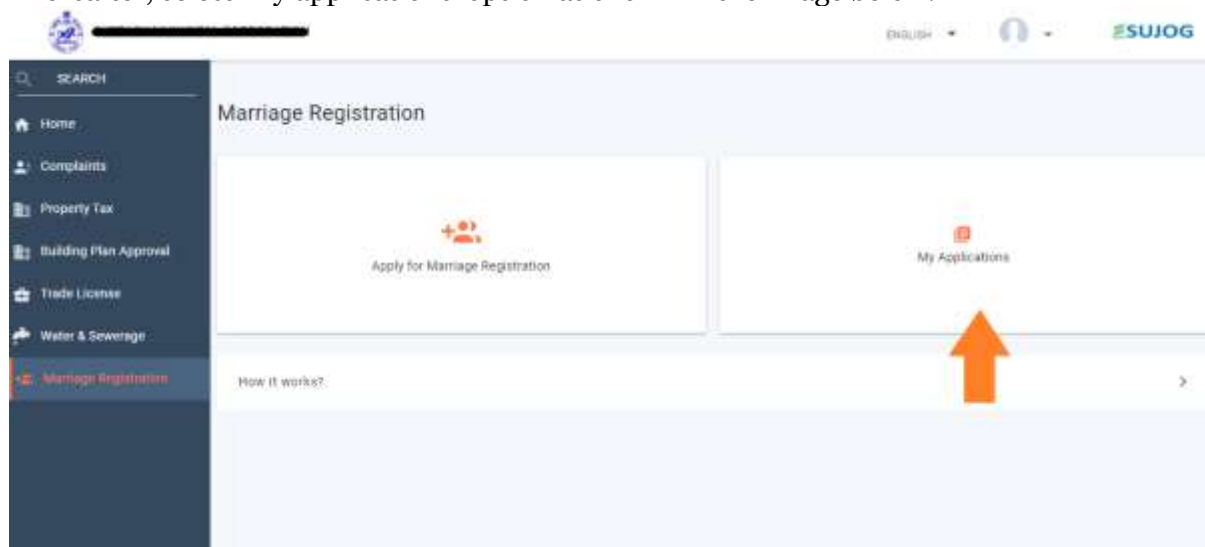 ENGLISH
ESUJOG
SEARCH
Home
Complaints
Property Tax
Building Plan Approval
Trade License
Water & Sewerage
Marriage Registration
Marriage Registration
Apply for Marriage Registration
My Applications
How it works?